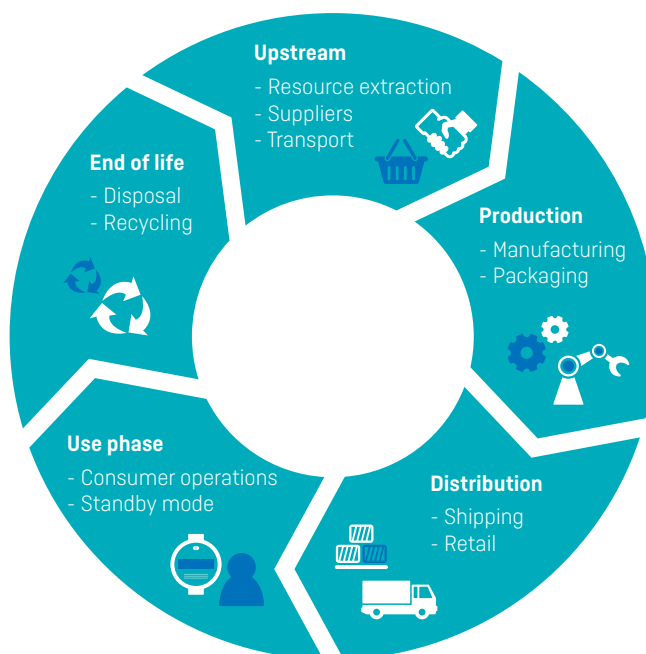 Upstream
- Resource extraction
- Suppliers
- Transport
Production
- Manufacturing
- Packaging
Distribution
- Shipping
- Retail
Use phase
- Consumer operations
- Standby mode
End of life
- Disposal
- Recycling